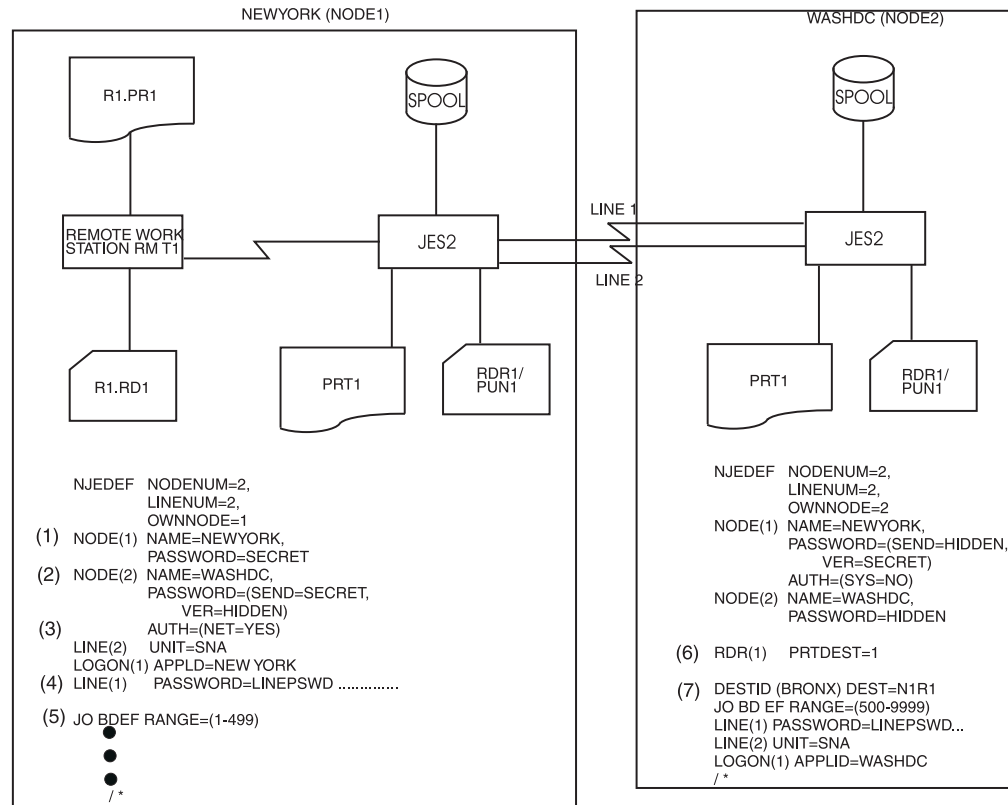 NEWYORK (NODE1)
R1.PR1
SPOOL
REMOTE WORK
STATION RM T1
JES2
R1.RD1
PRT1
RDR1/
PUN1
LINE 1
LINE 2
NJEDEF NODENUM=2,
LINENUM=2,
OWNNODE=1
(1) NODE(1) NAME=NEWYORK,
PASSWORD=SECRET
(2) NODE(2) NAME=WASHDC,
PASSWORD=(SEND=SECRET,
VER=HIDDEN)
(3) AUTH=(NET=YES)
LINE(2) UNIT=SNA
LOGON(1) APPLD=NEW YORK
(4) LINE(1) PASSWORD=LINEPSWD ..............
(5) JO BDEF RANGE=(1-499)
/ *
WASHDC (NODE2)
SPOOL
JES2
PRT1
RDR1/
PUN1
NJEDEF NODENUM=2,
LINENUM=2,
OWNNODE=2
NODE(1) NAME=NEWYORK,
PASSWORD=(SEND=HIDDEN,
VER=SECRET)
AUTH=(SYS=NO)
NODE(2) NAME=WASHDC,
PASSWORD=HIDDEN
(6) RDR(1) PRTDEST=1
(7) DESTID (BRONX) DEST=N1R1
JO BD EF RANGE=(500-9999)
LINE(1) PASSWORD=LINEPSWD...
LINE(2) UNIT=SNA
LOGON(1) APPLID=WASHDC
/ *